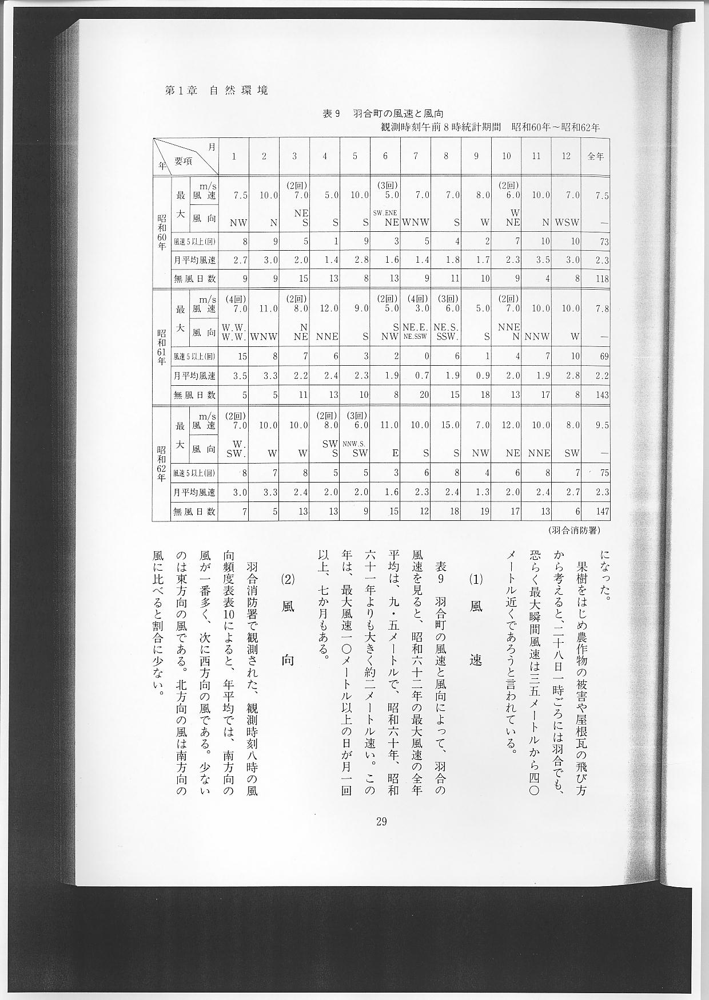 第1章 自然環境
表9 羽合町の風速と風向
観測時刻午前8時統計期間 昭和60年～昭和62年
年 要項 月 1 2 3 4 5 6 7 8 9 10 11 12 全年
昭和60年
最大 風速 m/s 7.5 10.0 (2回)7.0 5.0 10.0 (3回)5.0 7.0 7.0 8.0 (2回)6.0 10.0 7.0 7.5
風向 NW N NE S S S SW.ENE NE WNW S W W NE N WSW —
風速5以上(回) 8 9 5 1 9 3 5 4 2 7 10 10 73
月平均風速 2.7 3.0 2.0 1.4 2.8 1.6 1.4 1.8 1.7 2.3 3.5 3.0 2.3
無風日数 9 9 15 13 8 13 9 11 10 9 4 8 118
昭和61年
最大 風速 m/s (4回)7.0 11.0 (2回)8.0 12.0 9.0 (2回)5.0 (4回)3.0 (3回)6.0 5.0 (2回)7.0 10.0 10.0 7.8
風向 W.W.W.W. WNW N NE NNE S S NW NE.E.NE.SSW NE.S.SSW. S NNE N NNW W —
風速5以上(回) 15 8 7 6 3 2 0 6 1 4 7 10 69
月平均風速 3.5 3.3 2.2 2.4 2.3 1.9 0.7 1.9 0.9 2.0 1.9 2.8 2.2
無風日数 5 5 11 13 10 8 20 15 18 13 17 8 143
昭和62年
最大 風速 m/s (2回)7.0 10.0 10.0 (2回)8.0 (3回)6.0 11.0 10.0 15.0 7.0 12.0 10.0 8.0 9.5
風向 W.SW. W W SW S NNW.S.SW E S S NW NE NNE SW —
風速5以上(回) 8 7 8 5 5 3 6 8 4 6 8 7 75
月平均風速 3.0 3.3 2.4 2.0 2.0 1.6 2.3 2.4 1.3 2.0 2.4 2.7 2.3
無風日数 7 5 13 13 9 15 12 18 19 17 13 6 147
(羽合消防署)
になった。
果樹をはじめ農作物の被害や屋根瓦の飛び方
から考えると、二十八日一時ごろには羽合でも、
恐らく最大瞬間風速は三五メートルから四〇
メートル近くであろうと言われている。
(1) 風 速
表9 羽合町の風速と風向によって、羽合の
風速を見ると、昭和六十二年の最大風速の全年
平均は、九・五メートルで、昭和六十年、昭和
六十一年よりも大きく約二メートル速い。この
年は、最大風速一〇メートル以上の日が月一回
以上、七か月もある。
(2) 風 向
羽合消防署で観測された、観測時刻八時の風
向頻度表表10によると、年平均では、南方向の
風が一番多く、次に西方向の風である。少ない
のは東方向の風である。北方向の風は南方向の
風に比べると割合に少ない。
29